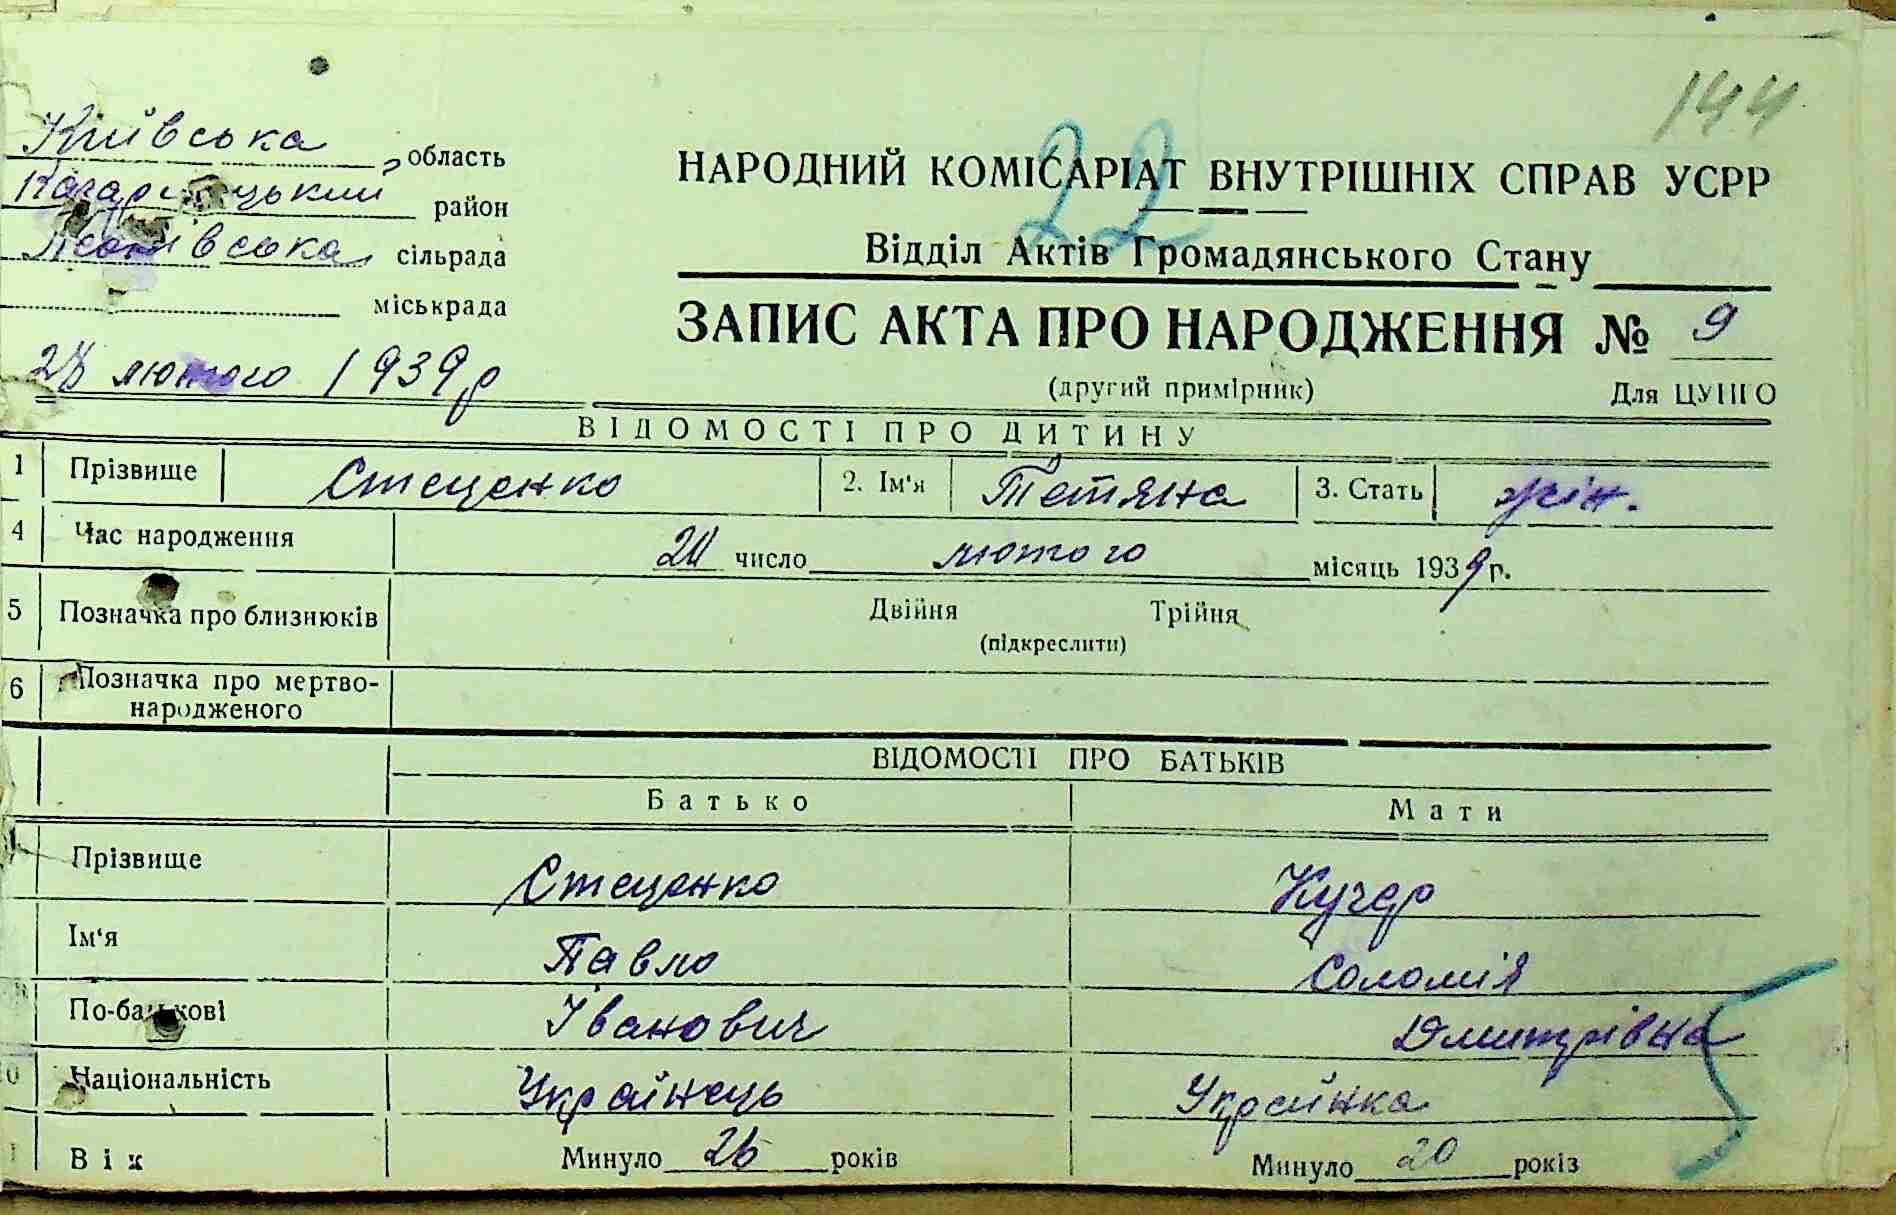 144
22
Київська область
Кагарлицький район
сільрада
міськрада
лютого 1939 р
НАРОДНИЙ КОМІСАРІАТ ВНУТРІШНІХ СПРАВ УСРР
Відділ Актів Громадянського Стану
ЗАПИС АКТА ПРО НАРОДЖЕННЯ № 9
(другий примірник) Для ЦУНГО
ВІДОМОСТІ ПРО ДИТИНУ
1 Прізвище Стеценко 2. Ім'я Тетяна 3. Стать жін.
4 Час народження число лютого місяць 1939 р.
5 Позначка про близнюків Двійня Трійня
(підкреслити)
6 Позначка про мертво-
народженого
ВІДОМОСТІ ПРО БАТЬКІВ
Батько Мати
Прізвище Стеценко Кучер
Ім'я Павло Соломія
По-батькові Іванович Дмитрівна
Національність Українець Українка
Вік Минуло 26 років Минуло 20 років